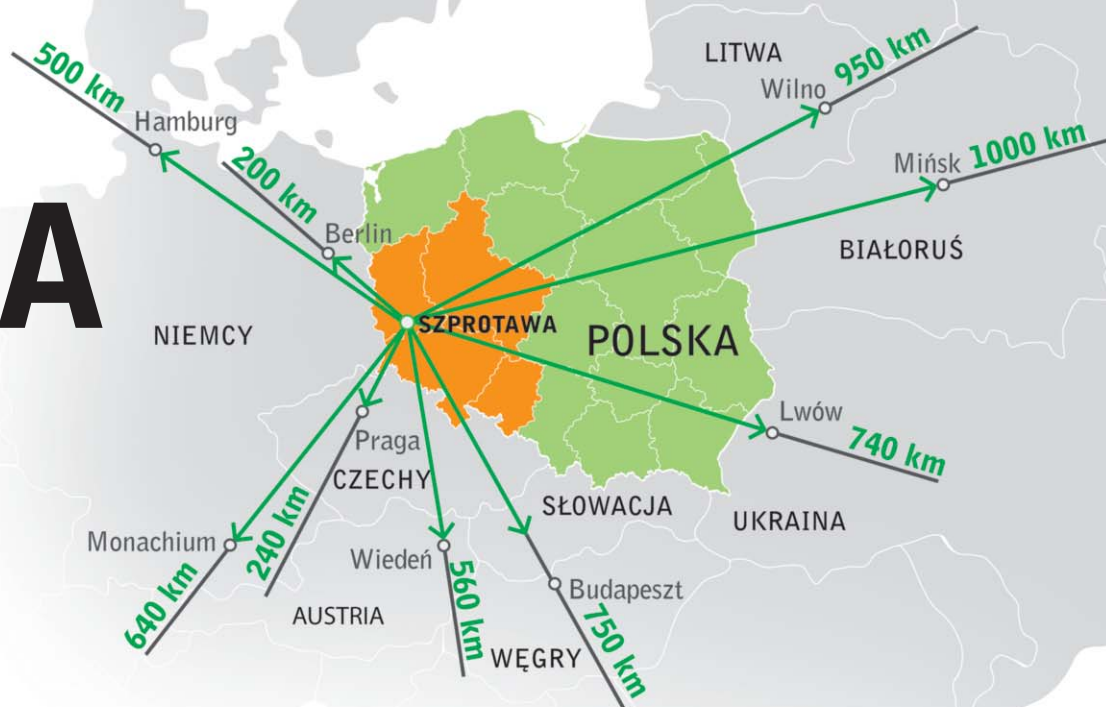 LITWA
Wilno
950 km
500 km
Hamburg
200 km
Mińsk
1000 km
Berlin
BIAŁORUŚ
A
NIEMCY
SZPROTAWA
POLSKA
Lwów
740 km
Praga
CZECHY
SŁOWACJA
UKRAINA
Monachium
240 km
Wiedeń
560 km
Budapeszt
640 km
AUSTRIA
WĘGRY
750 km